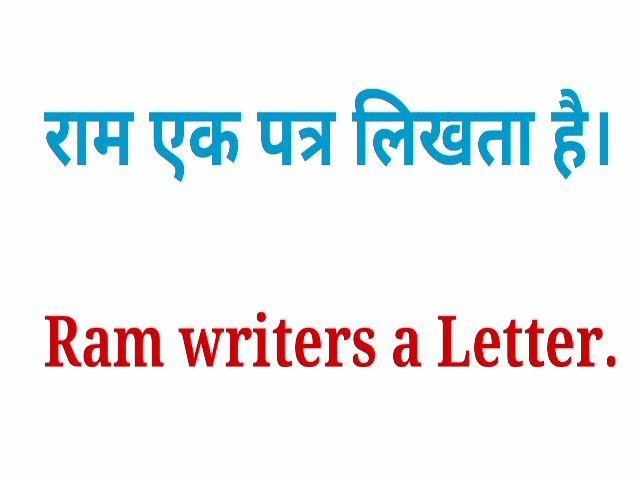 राम एक पत्र लिखता है।
Ram writers a Letter.